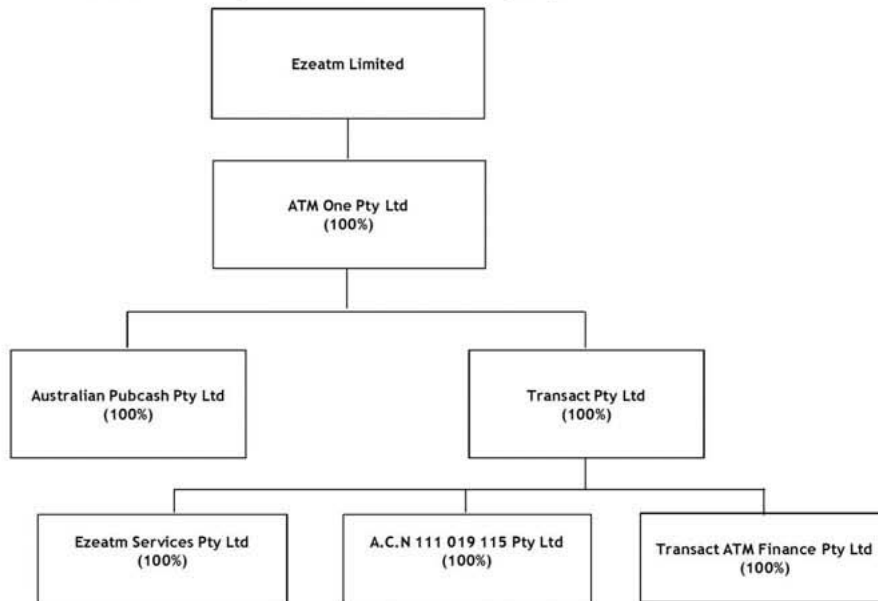 Ezeatm Limited
ATM One Pty Ltd
(100%)
Australian Pubcash Pty Ltd
(100%)
Transact Pty Ltd
(100%)
Ezeatm Services Pty Ltd
(100%)
A.C.N 111 019 115 Pty Ltd
(100%)
Transact ATM Finance Pty Ltd
(100%)